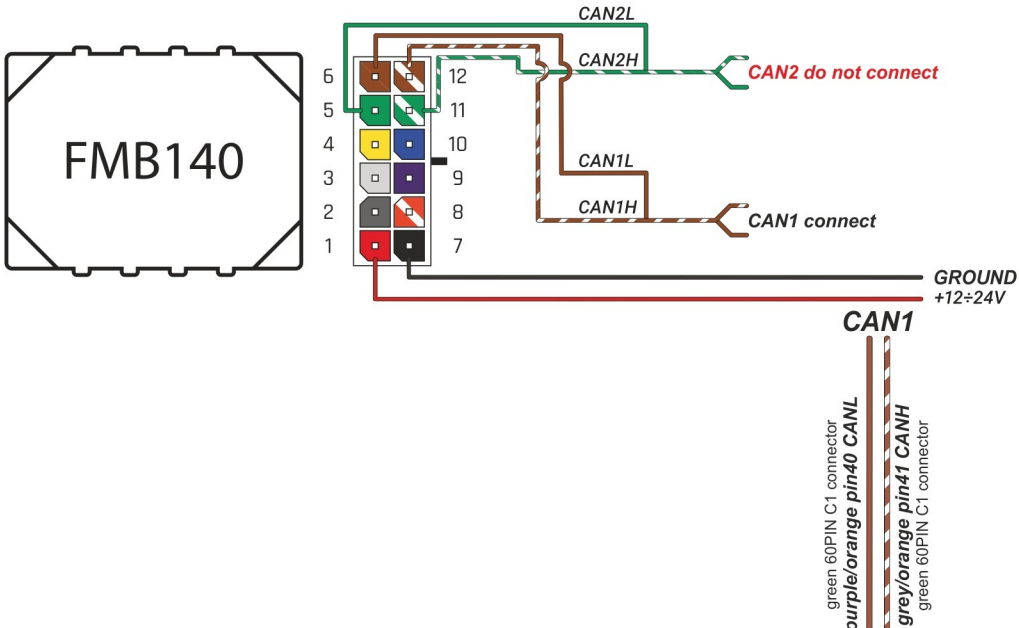 CAN2L
CAN2H
CAN2 do not connect
FMB140
6
12
5
11
4
10
3
9
2
8
1
7
CAN1L
CAN1H
CAN1 connect
GROUND
+12÷24V
CAN1
green 60PIN C1 connector
purple/orange pin40 CANL
grey/orange pin41 CANH
green 60PIN C1 connector